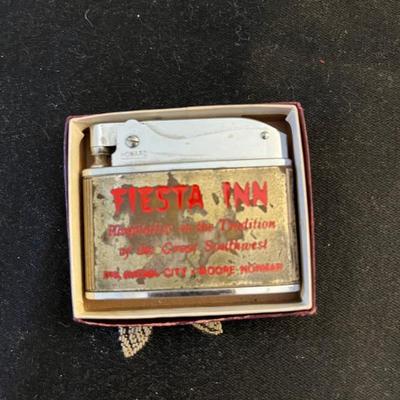 FIESTA INN
Hospitality in the Tradition
of the Great Southwest
CITY MOORE NORMAN